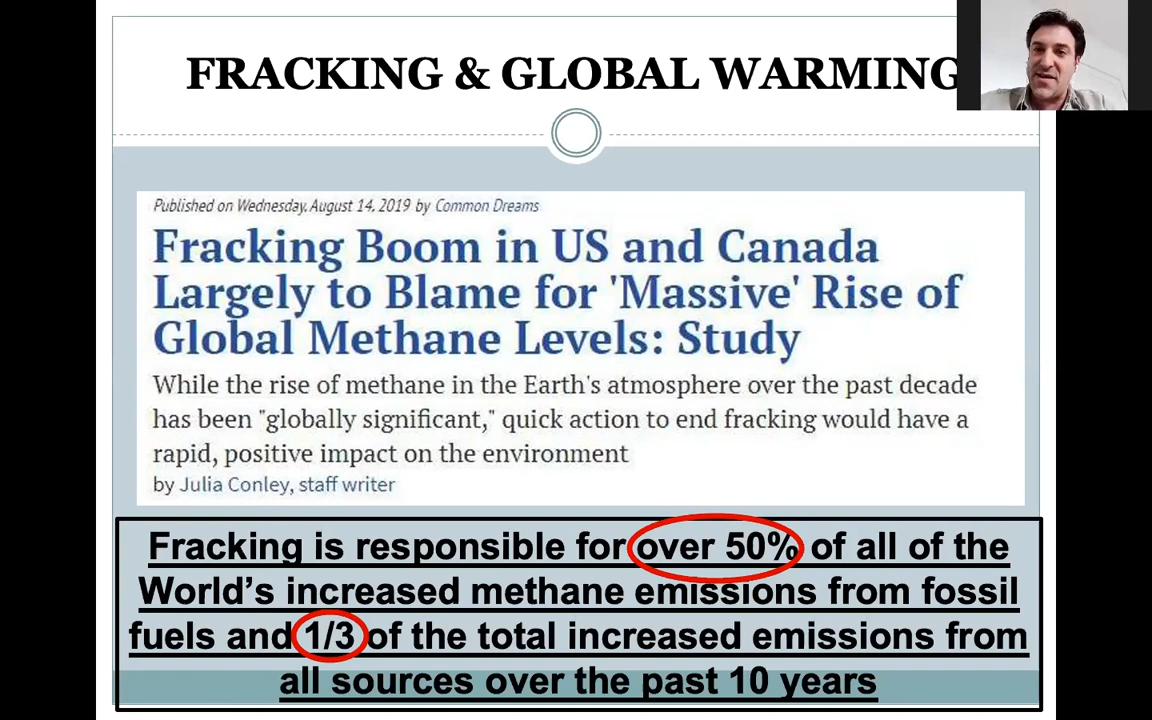 FRACKING & GLOBAL WARMING
Published on Wednesday, August 14, 2019 by Common Dreams
Fracking Boom in US and Canada
Largely to Blame for 'Massive' Rise of
Global Methane Levels: Study
While the rise of methane in the Earth's atmosphere over the past decade
has been "globally significant," quick action to end fracking would have a
rapid, positive impact on the environment
by Julia Conley, staff writer
Fracking is responsible for over 50% of all of the
World's increased methane emissions from fossil
fuels and 1/3 of the total increased emissions from
all sources over the past 10 years